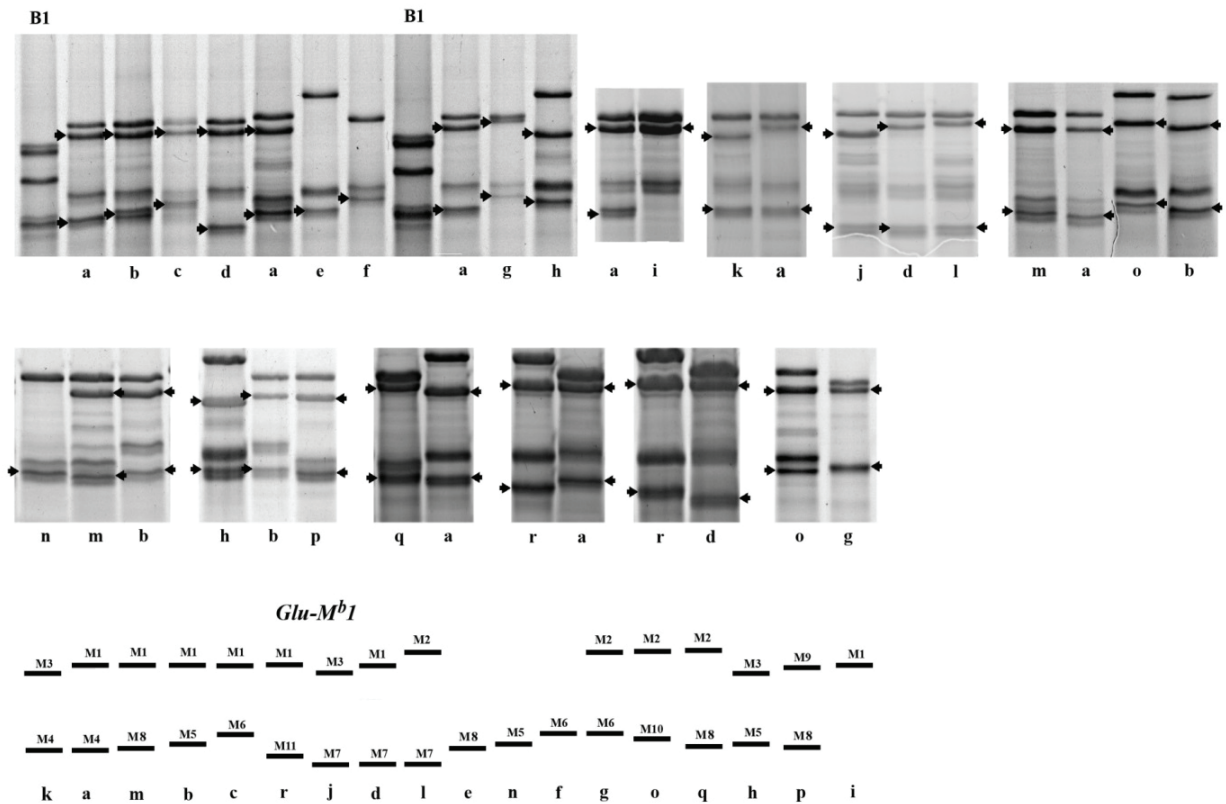 B1 B1
a b c d a e f a g h a i k a j d l m a o b
n m b h b p q a r a r d o g
Glu-Mᵇ1
M3 M1 M1 M1 M1 M1 M3 M1 M2 M2 M2 M2 M3 M9 M1
M4 M4 M8 M5 M6 M11 M7 M7 M7 M8 M5 M6 M6 M10 M8 M5 M8
k a m b c r j d l e n f g o q h p i